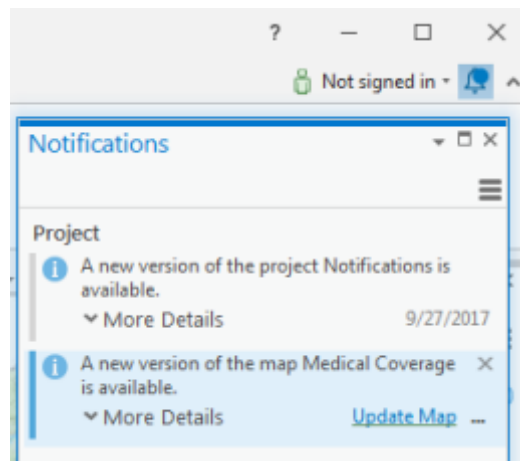 ?
Not signed in
Notifications
Project
A new version of the project Notifications is
available.
More Details 9/27/2017
A new version of the map Medical Coverage
is available.
More Details Update Map ...